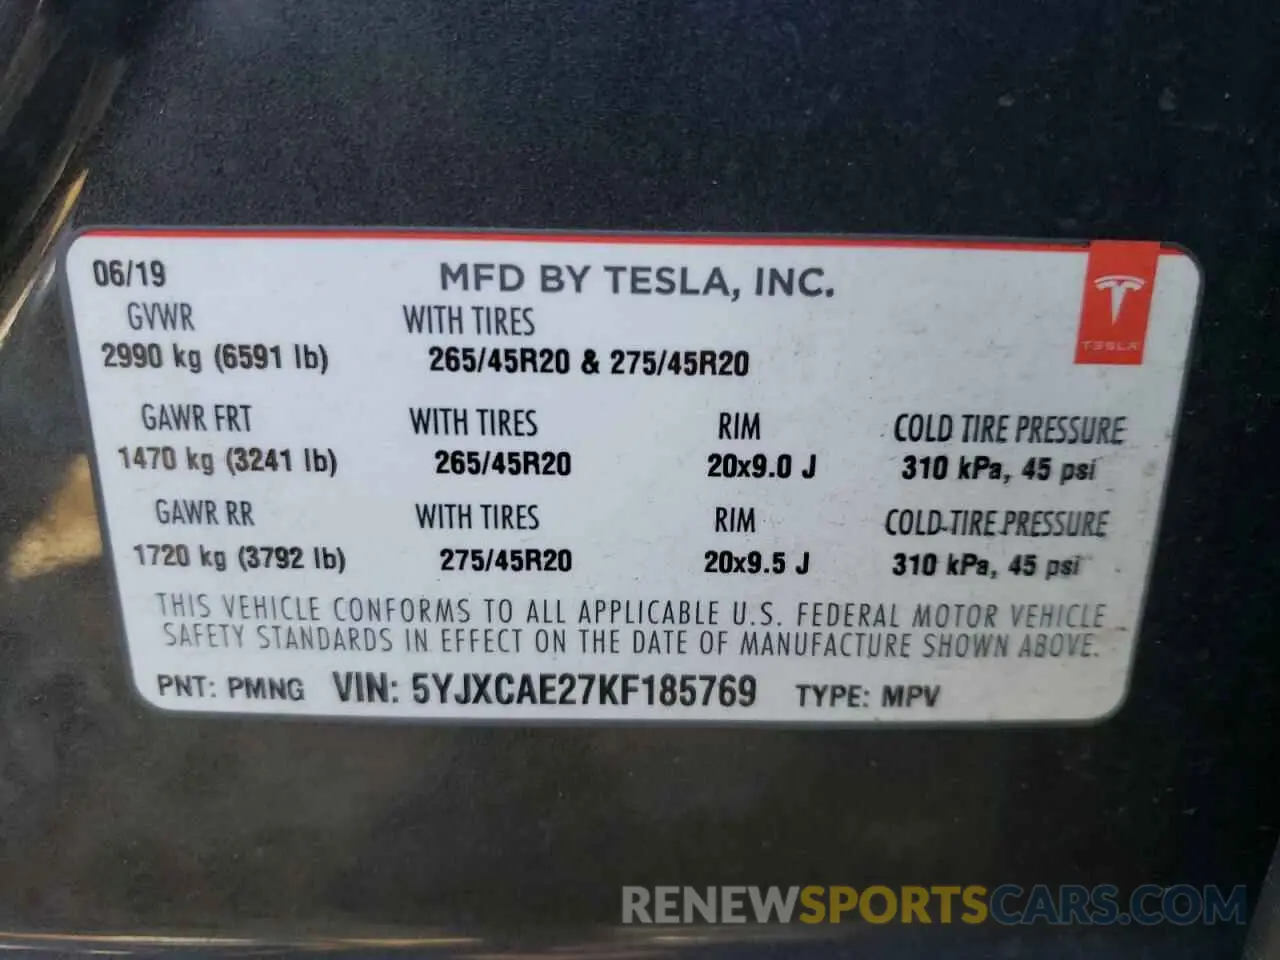 06/19 MFD BY TESLA, INC.
GVWR WITH TIRES
2990 kg (6591 lb) 265/45R20 & 275/45R20
TESLA
GAWR FRT WITH TIRES RIM COLD TIRE PRESSURE
1470 kg (3241 lb) 265/45R20 20x9.0 J 310 kPa, 45 psi
GAWR RR WITH TIRES RIM COLD TIRE PRESSURE
1720 kg (3792 lb) 275/45R20 20x9.5 J 310 kPa, 45 psi
THIS VEHICLE CONFORMS TO ALL APPLICABLE U.S. FEDERAL MOTOR VEHICLE
SAFETY STANDARDS IN EFFECT ON THE DATE OF MANUFACTURE SHOWN ABOVE.
PNT: PMNG VIN: 5YJXCAE27KF185769 TYPE: MPV
RENEWSPORTSCARS.COM